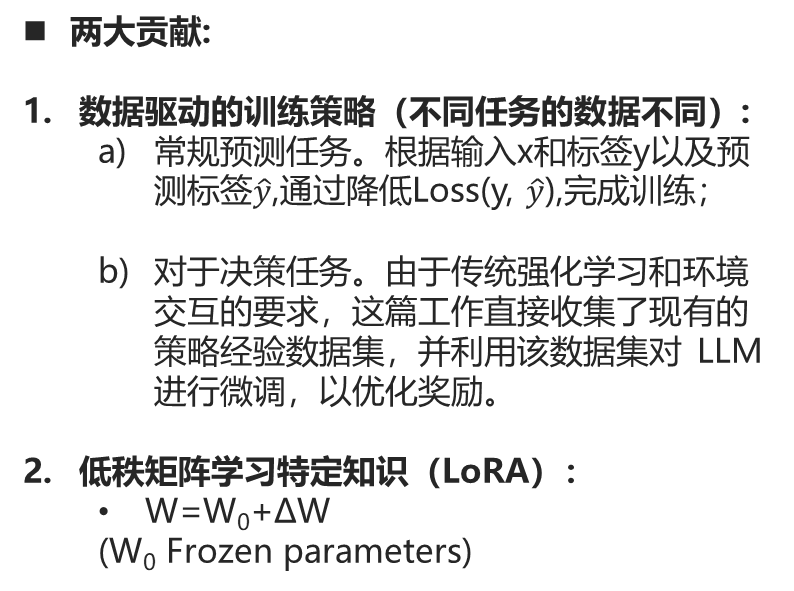 ■ 两大贡献:
1. 数据驱动的训练策略（不同任务的数据不同）:
a) 常规预测任务。根据输入x和标签y以及预
测标签ŷ,通过降低Loss(y, ŷ),完成训练；
b) 对于决策任务。由于传统强化学习和环境
交互的要求，这篇工作直接收集了现有的
策略经验数据集，并利用该数据集对 LLM
进行微调，以优化奖励。
2. 低秩矩阵学习特定知识（LoRA）:
• W=W₀+ΔW
(W₀ Frozen parameters)